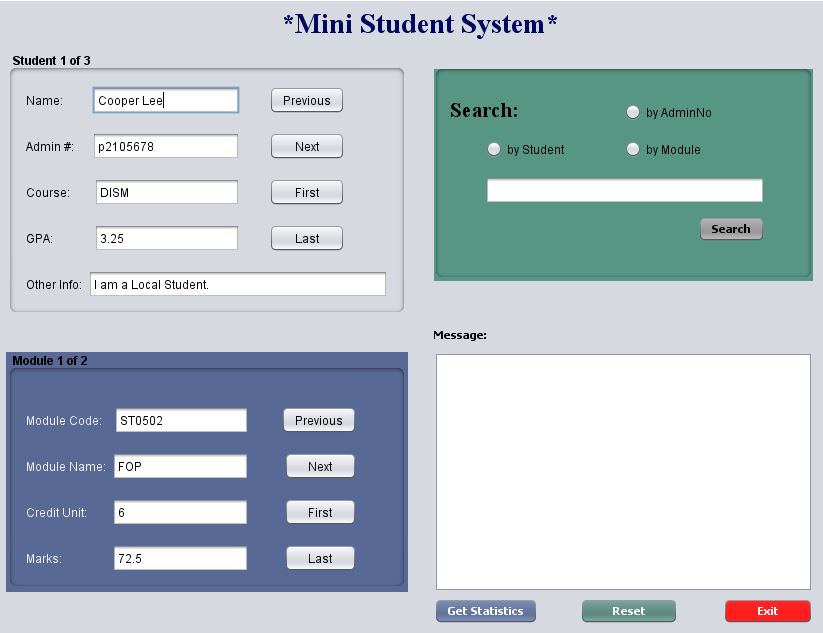 *Mini Student System*
Student 1 of 3
Name: Cooper Lee Previous
Admin #: p2105678 Next
Course: DISM First
GPA: 3.25 Last
Other Info: I am a Local Student.
Search: by AdminNo
by Student by Module
Search
Module 1 of 2
Module Code: ST0502 Previous
Module Name: FOP Next
Credit Unit: 6 First
Marks: 72.5 Last
Message:
Get Statistics Reset Exit